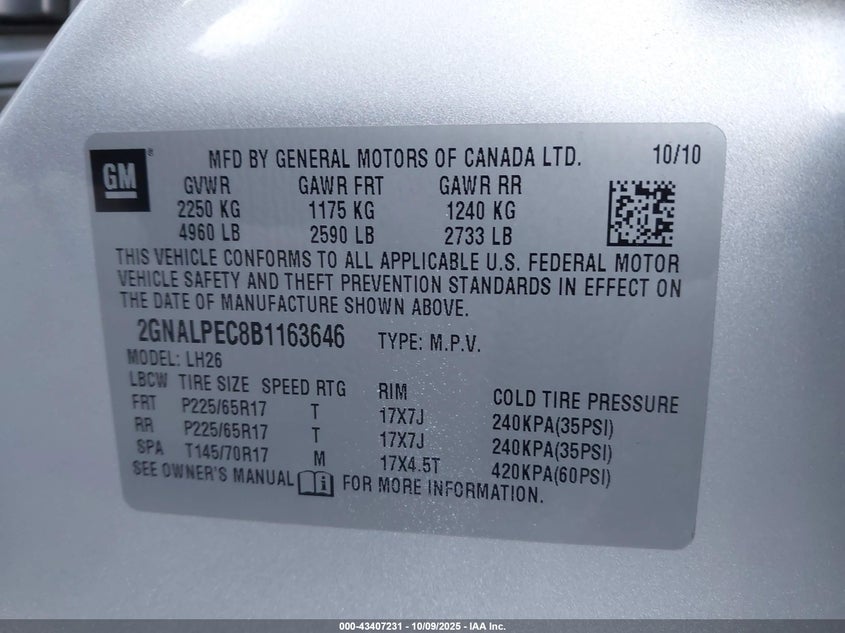 GM® MFD BY GENERAL MOTORS OF CANADA LTD. 10/10
GVWR GAWR FRT GAWR RR
2250 KG 1175 KG 1240 KG
4960 LB 2590 LB 2733 LB
THIS VEHICLE CONFORMS TO ALL APPLICABLE U.S. FEDERAL MOTOR
VEHICLE SAFETY AND THEFT PREVENTION STANDARDS IN EFFECT ON
THE DATE OF MANUFACTURE SHOWN ABOVE.
2GNALPEC8B1163646 TYPE: M.P.V.
MODEL: LH26
LBCW TIRE SIZE SPEED RTG RIM COLD TIRE PRESSURE
FRT P225/65R17 T 17X7J 240KPA(35PSI)
RR P225/65R17 T 17X7J 240KPA(35PSI)
SPA T145/70R17 M 17X4.5T 420KPA(60PSI)
SEE OWNER'S MANUAL FOR MORE INFORMATION.
000-43407231 - 10/09/2025 - IAA Inc.